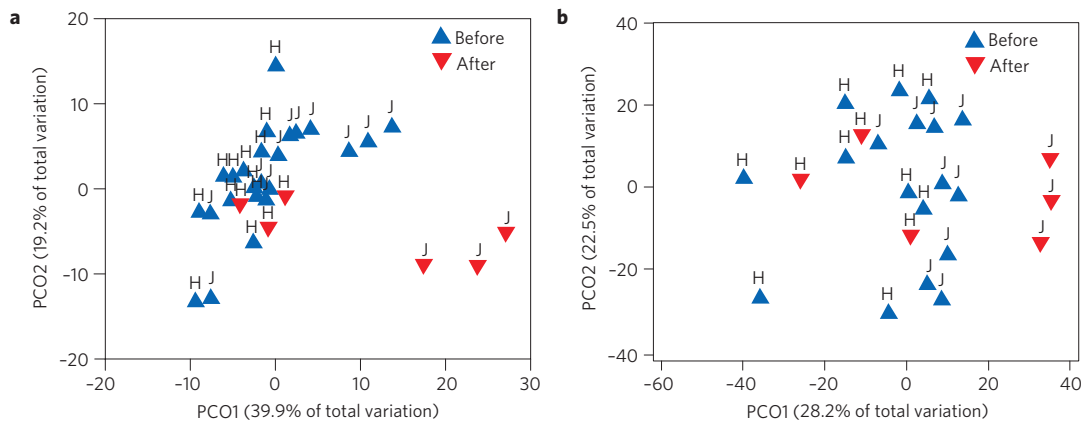 a
20
10
0
-10
-20
PCO2 (19.2% of total variation)
Before
After
H
H
J
J
J
J
J
J
H
J
H
H
H
H
J
J
H
H
H
H
J
H
H
H
H
J
J
J
H
J
-20
-10
0
10
20
30
PCO1 (39.9% of total variation)
b
40
20
0
-20
-40
PCO2 (22.5% of total variation)
Before
After
H
H
H
J
J
J
H
J
H
J
H
H
J
H
J
H
H
J
J
J
J
J
H
J
J
H
-60
-40
-20
0
20
40
PCO1 (28.2% of total variation)